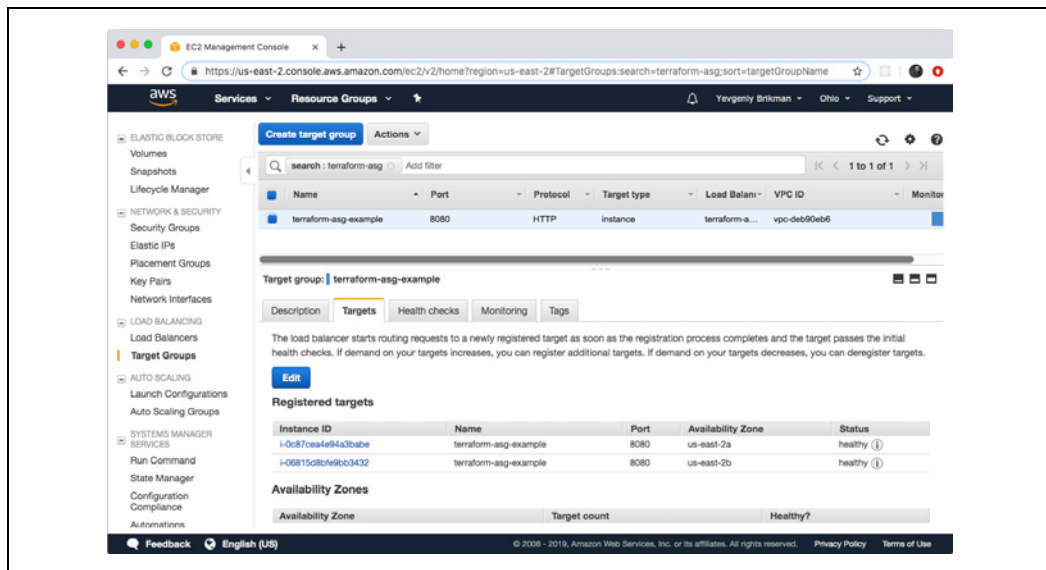 EC2 Management Console
https://us-east-2.console.aws.amazon.com/ec2/v2/home?region=us-east-2#TargetGroups:search=terraform-asg;sort=targetGroupName
aws Services Resource Groups Yevgeniy Brikman Ohio Support
ELASTIC BLOCK STORE
Volumes
Snapshots
Lifecycle Manager
NETWORK & SECURITY
Security Groups
Elastic IPs
Placement Groups
Key Pairs
Network Interfaces
LOAD BALANCING
Load Balancers
Target Groups
AUTO SCALING
Launch Configurations
Auto Scaling Groups
SYSTEMS MANAGER
SERVICES
Run Command
State Manager
Configuration
Compliance
Automations
Create target group Actions
search : terraform-asg Add filter 1 to 1 of 1
Name Port Protocol Target type Load Balanc VPC ID Monitor
terraform-asg-example 8080 HTTP instance terraform-a... vpc-deb90eb6
Target group: terraform-asg-example
Description Targets Health checks Monitoring Tags
The load balancer starts routing requests to a newly registered target as soon as the registration process completes and the target passes the initial
health checks. If demand on your targets increases, you can register additional targets. If demand on your targets decreases, you can deregister targets.
Edit
Registered targets
Instance ID Name Port Availability Zone Status
i-0c87cea4e94a3babe terraform-asg-example 8080 us-east-2a healthy
i-06815d8bfe9bb3432 terraform-asg-example 8080 us-east-2b healthy
Availability Zones
Availability Zone Target count Healthy?
Feedback English (US) © 2008 - 2019, Amazon Web Services, Inc. or its affiliates. All rights reserved. Privacy Policy Terms of Use